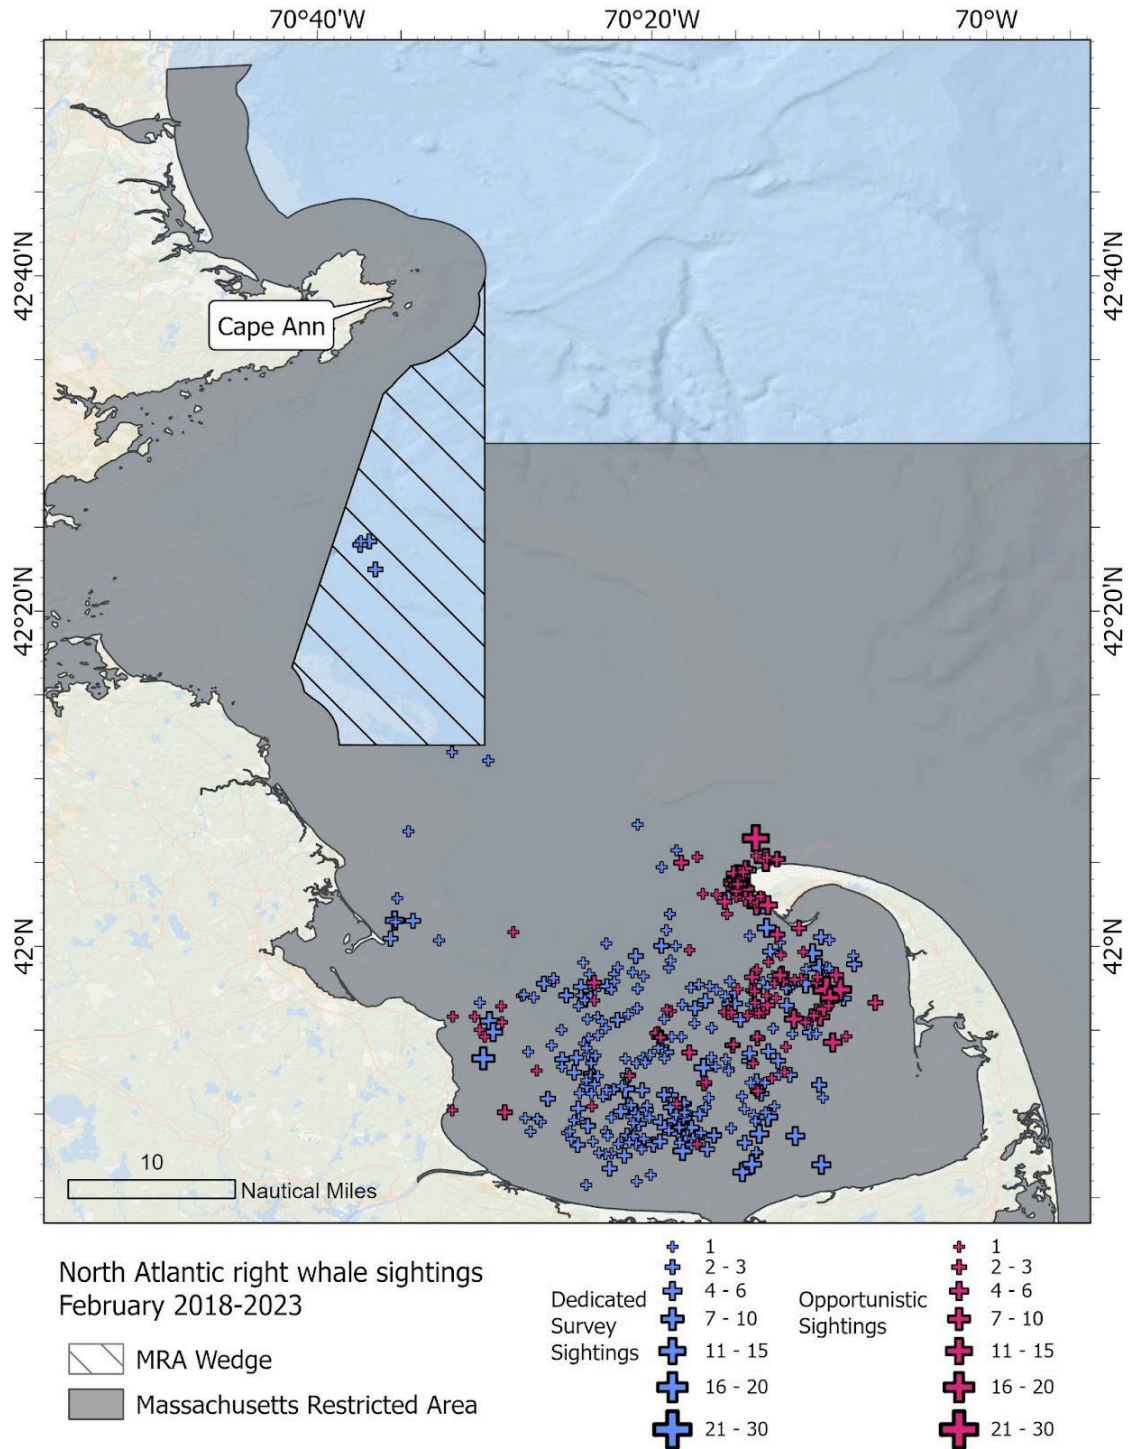 70°40'W 70°20'W 70°W
42°40'N 42°40'N
Cape Ann
42°20'N 42°20'N
42°N 42°N
10
Nautical Miles
North Atlantic right whale sightings
February 2018-2023
MRA Wedge
Massachusetts Restricted Area
Dedicated
Survey
Sightings
1
2 - 3
4 - 6
7 - 10
11 - 15
16 - 20
21 - 30
Opportunistic
Sightings
1
2 - 3
4 - 6
7 - 10
11 - 15
16 - 20
21 - 30